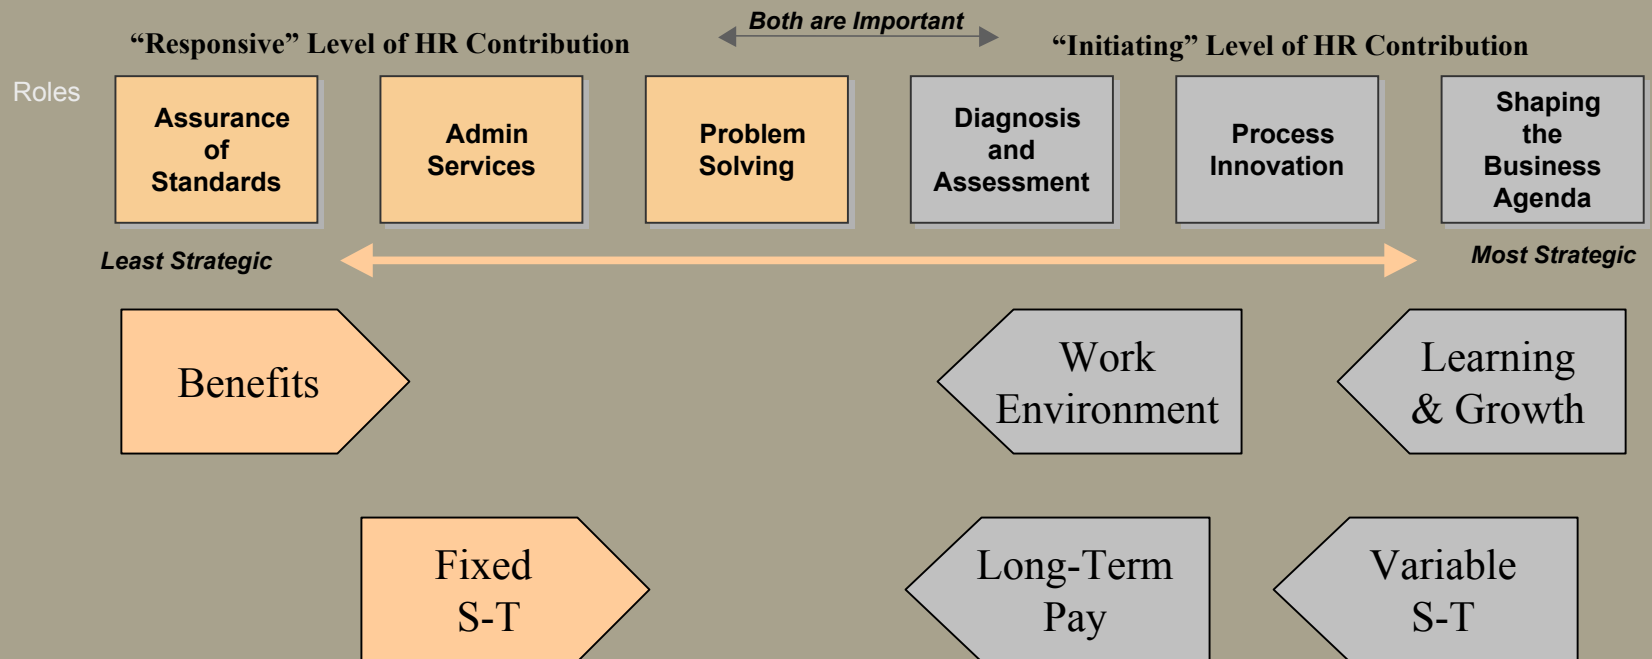 Both are Important
“Responsive” Level of HR Contribution
“Initiating” Level of HR Contribution
Roles
Assurance
of
Standards
Admin
Services
Problem
Solving
Diagnosis
and
Assessment
Process
Innovation
Shaping
the
Business
Agenda
Least Strategic
Most Strategic
Benefits
Work
Environment
Learning
& Growth
Fixed
S-T
Long-Term
Pay
Variable
S-T